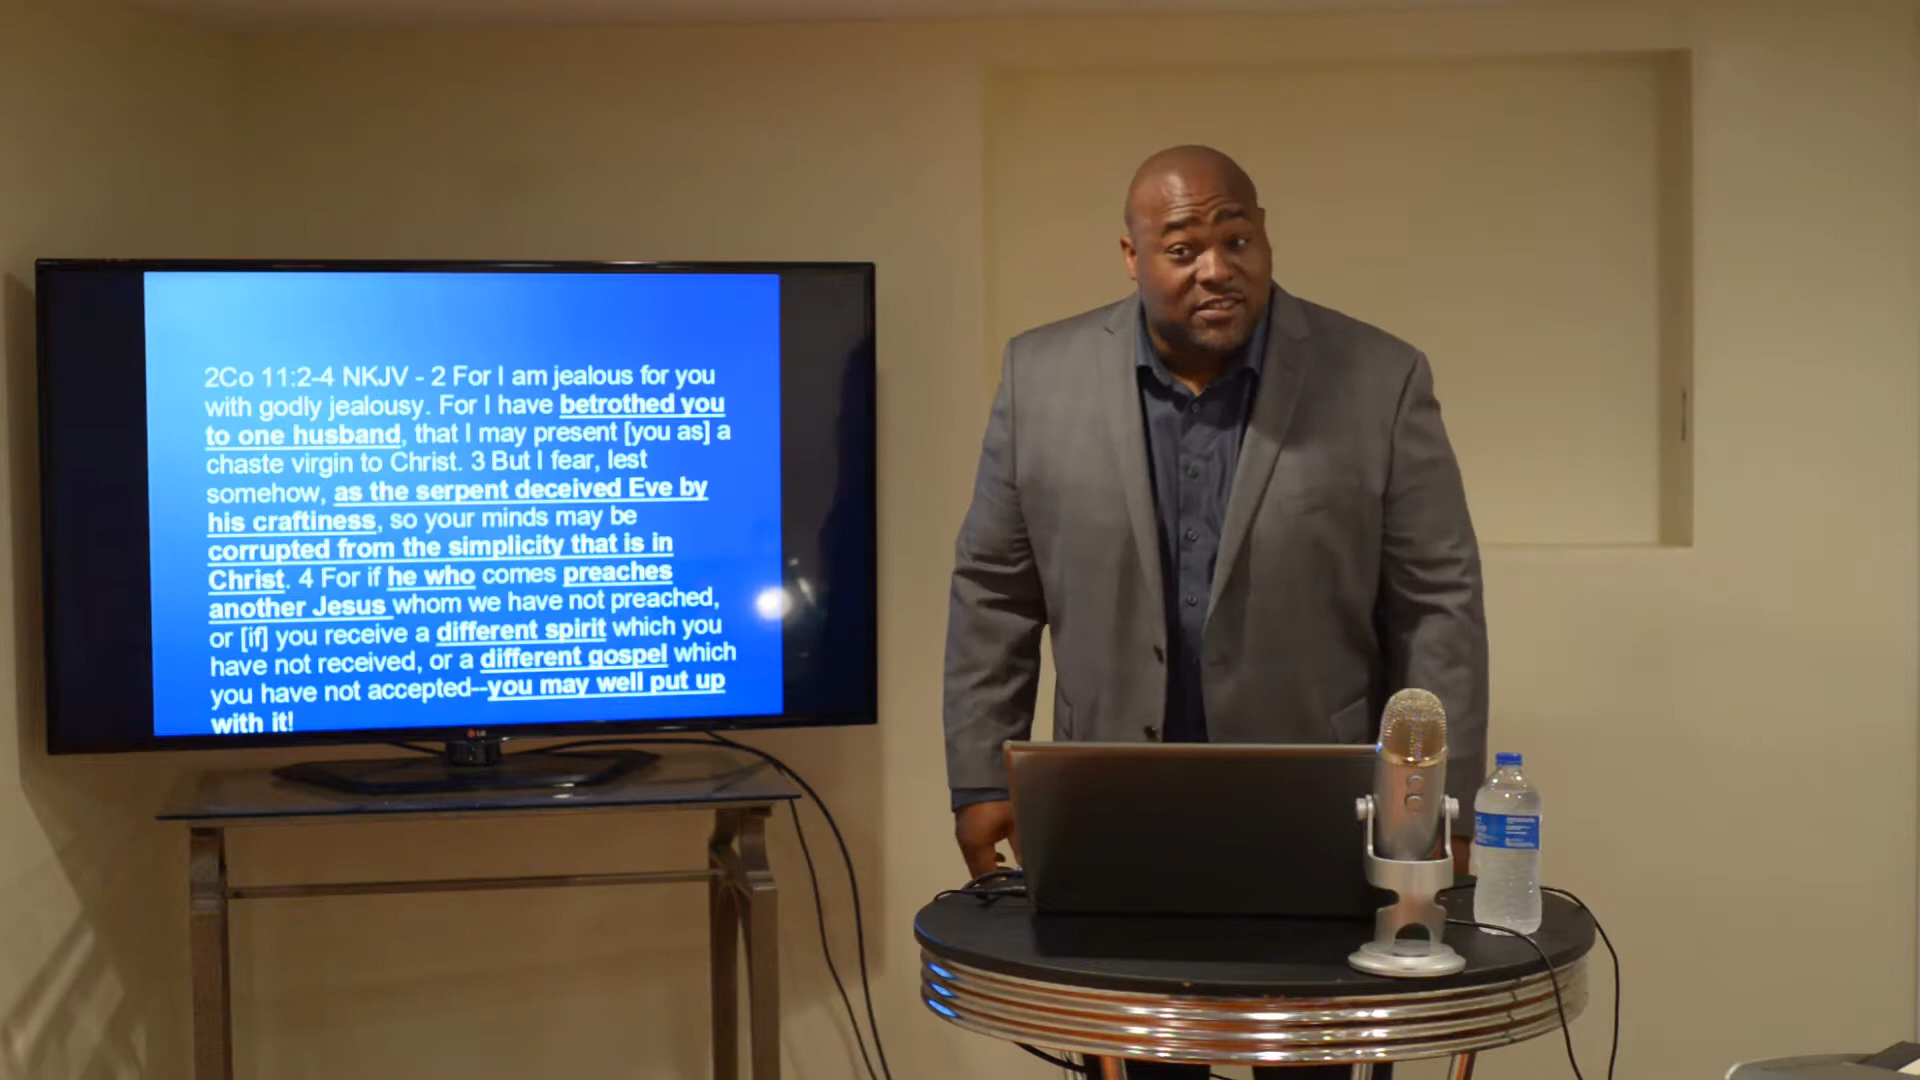 2Co 11:2-4 NKJV - 2 For I am jealous for you
with godly jealousy. For I have betrothed you
to one husband, that I may present [you as] a
chaste virgin to Christ. 3 But I fear, lest
somehow, as the serpent deceived Eve by
his craftiness, so your minds may be
corrupted from the simplicity that is in
Christ. 4 For if he who comes preaches
another Jesus whom we have not preached,
or [if] you receive a different spirit which you
have not received, or a different gospel which
you have not accepted--you may well put up
with it!
LG